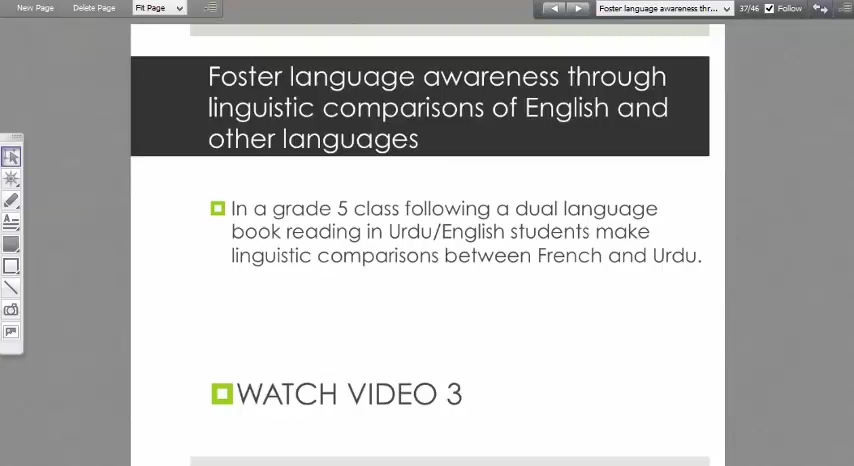 New Page Delete Page Fit Page Foster language awareness thr... 37/46 Follow
Foster language awareness through
linguistic comparisons of English and
other languages
In a grade 5 class following a dual language
book reading in Urdu/English students make
linguistic comparisons between French and Urdu.
WATCH VIDEO 3